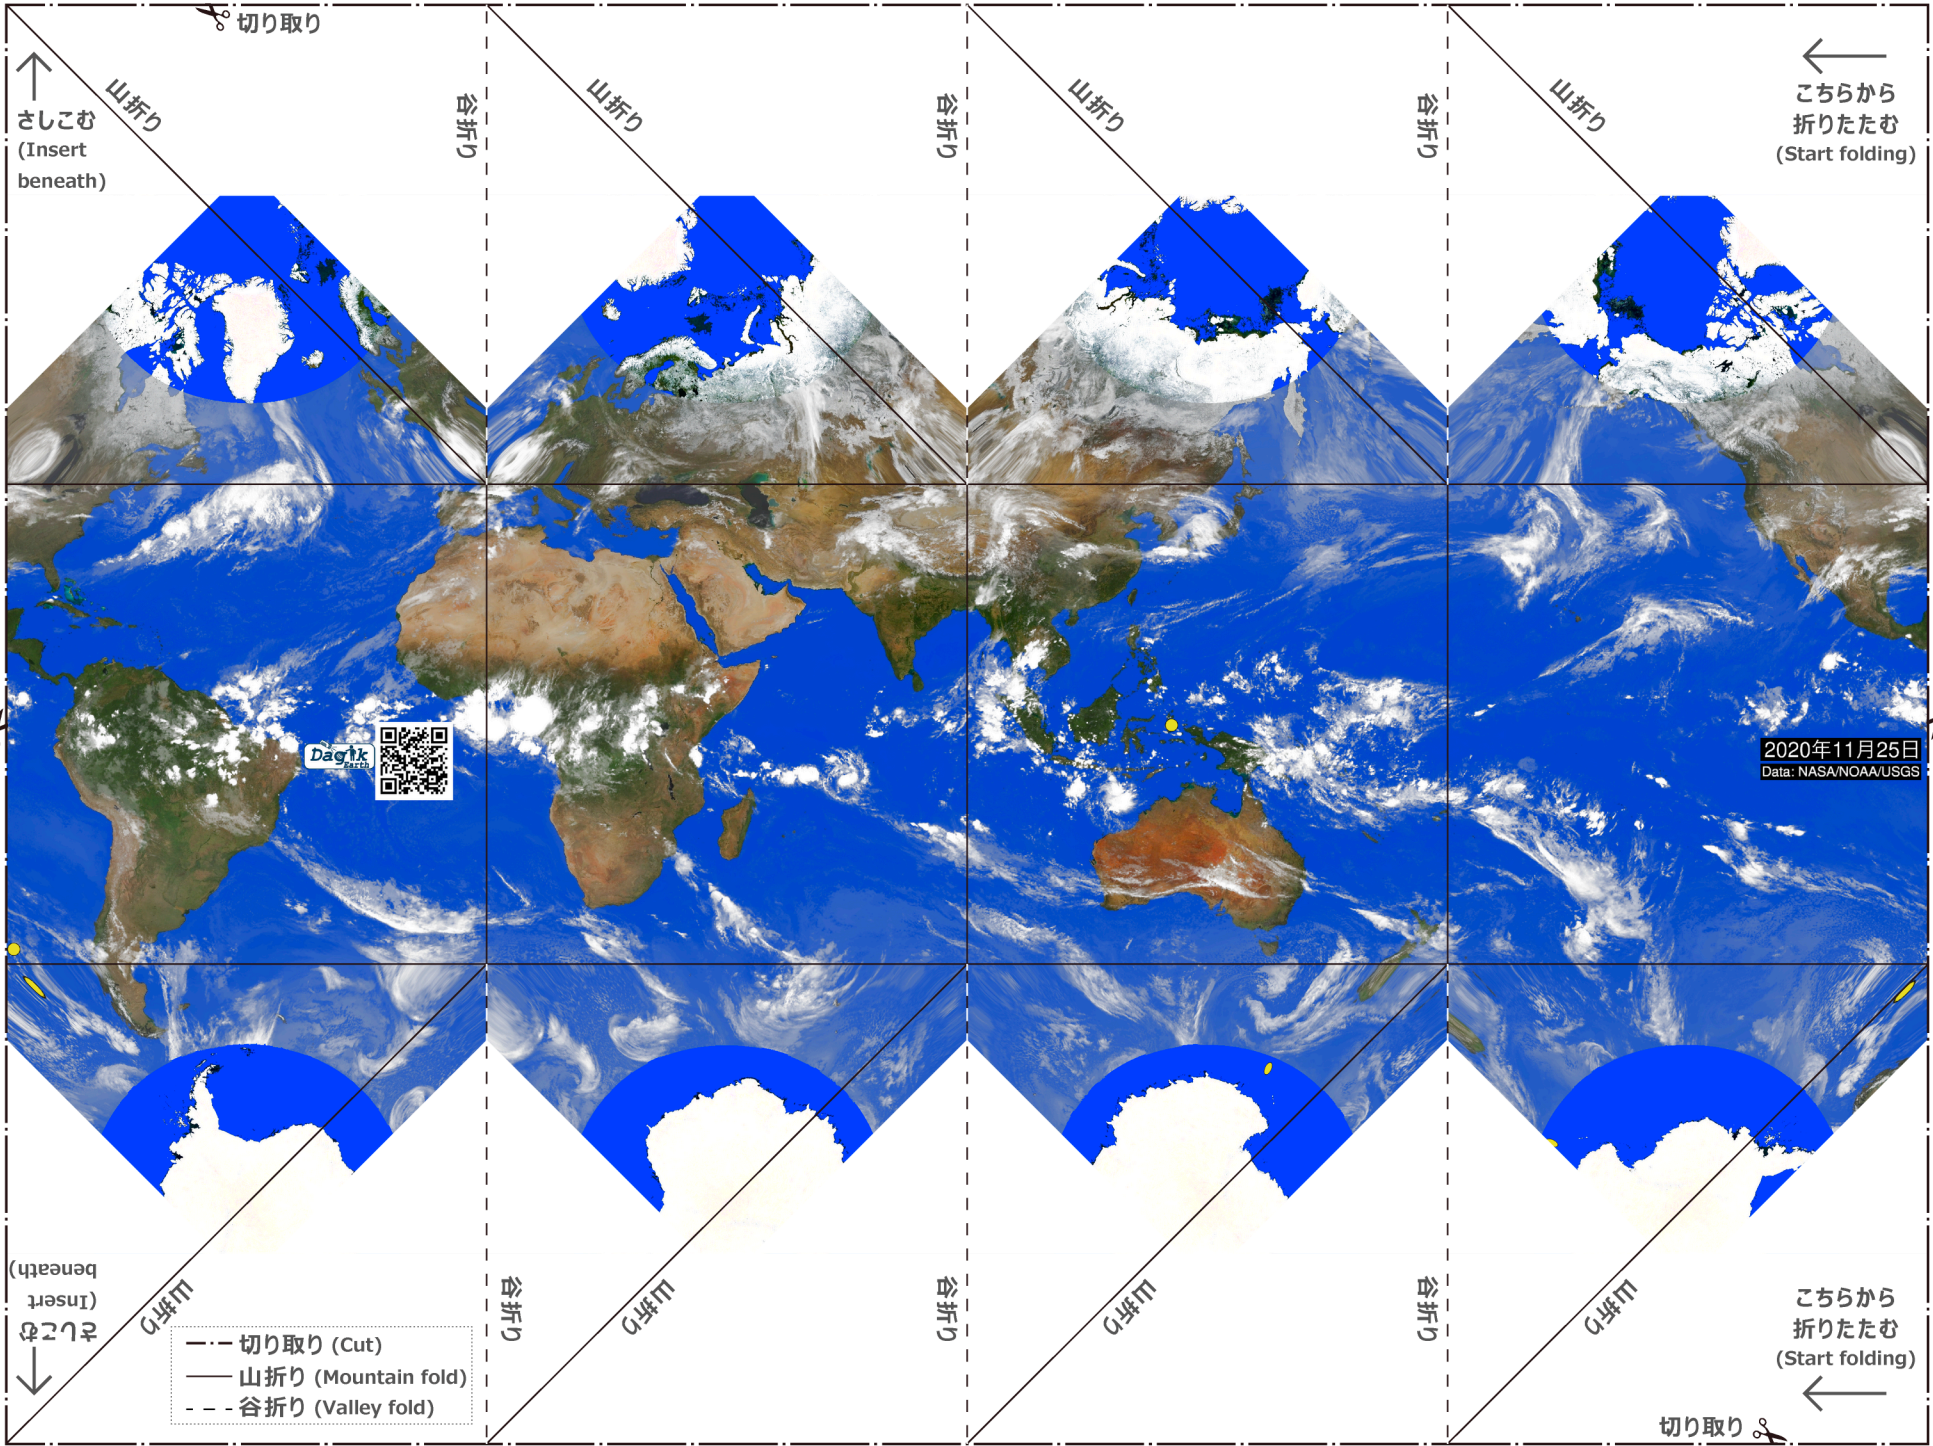 切り取り
山折り
谷折り
山折り
谷折り
山折り
谷折り
山折り
さしこむ
(Insert
beneath)
こちらから
折りたたむ
(Start folding)
Dagik
Earth
2020年11月25日
Data: NASA/NOAA/USGS
さしこむ
(Insert
beneath)
山折り
谷折り
山折り
谷折り
山折り
谷折り
山折り
切り取り (Cut)
山折り (Mountain fold)
谷折り (Valley fold)
こちらから
折りたたむ
(Start folding)
切り取り